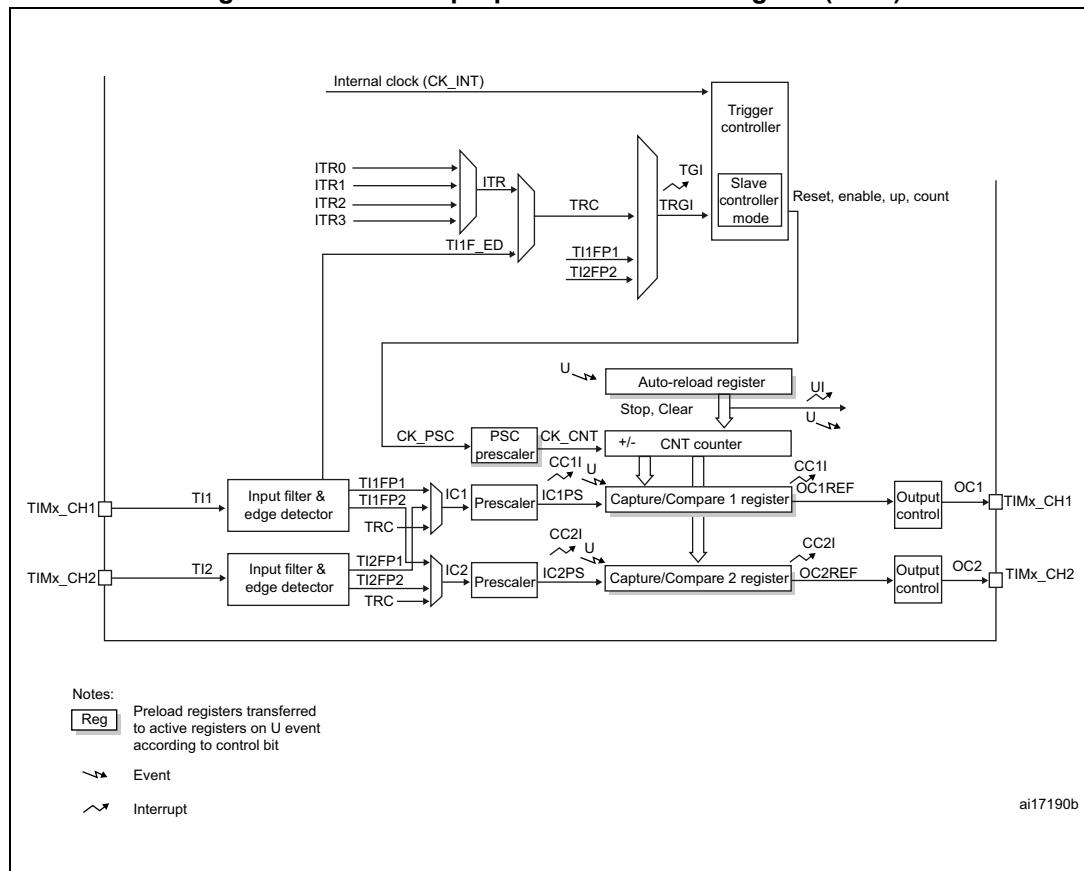 Internal clock (CK_INT)
Trigger
controller
ITR0
ITR1
ITR2
ITR3
ITR
TI1F_ED
TRC
TI1FP1
TI2FP2
TGI
TRGI
Slave
controller
mode
Reset, enable, up, count
U
Auto-reload register
Stop, Clear
UI
U
CK_PSC
PSC
prescaler
CK_CNT
+/-
CNT counter
TIMx_CH1
TI1
Input filter &
edge detector
TI1FP1
TI1FP2
TRC
IC1
Prescaler
CC1I
U
IC1PS
Capture/Compare 1 register
CC1I
OC1REF
Output
control
OC1
TIMx_CH1
TIMx_CH2
TI2
Input filter &
edge detector
TI2FP1
TI2FP2
TRC
IC2
Prescaler
CC2I
U
IC2PS
Capture/Compare 2 register
CC2I
OC2REF
Output
control
OC2
TIMx_CH2
Notes:
Reg
Preload registers transferred
to active registers on U event
according to control bit
Event
Interrupt
ai17190b